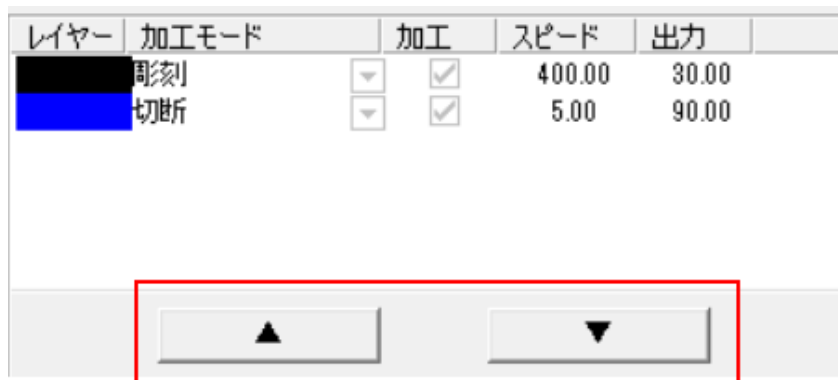 レイヤー 加工モード 加工 スピード 出力
彫刻 400.00 30.00
切断 5.00 90.00
▲ ▼